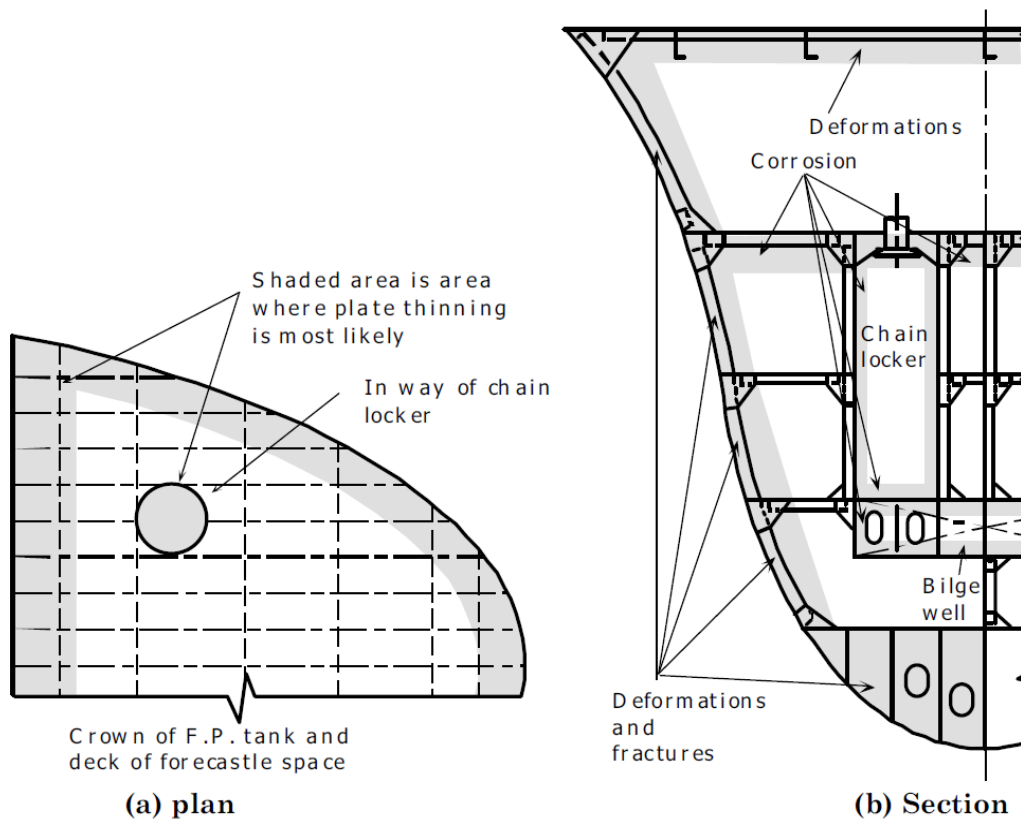 Deformations
Corrosion
Shaded area is area
where plate thinning
is most likely
In way of chain
locker
Chain
locker
Bilge
well
Deformations
and
fractures
Crown of F.P. tank and
deck of forecastle space
(a) plan
(b) Section